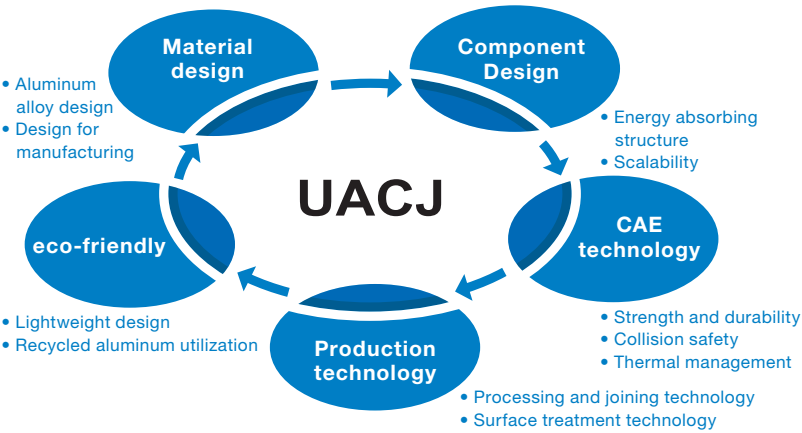 Material
design
Component
Design
• Aluminum
alloy design
• Design for
manufacturing
• Energy absorbing
structure
• Scalability
UACJ
CAE
technology
eco-friendly
• Strength and durability
• Collision safety
• Thermal management
• Lightweight design
• Recycled aluminum utilization
Production
technology
• Processing and joining technology
• Surface treatment technology